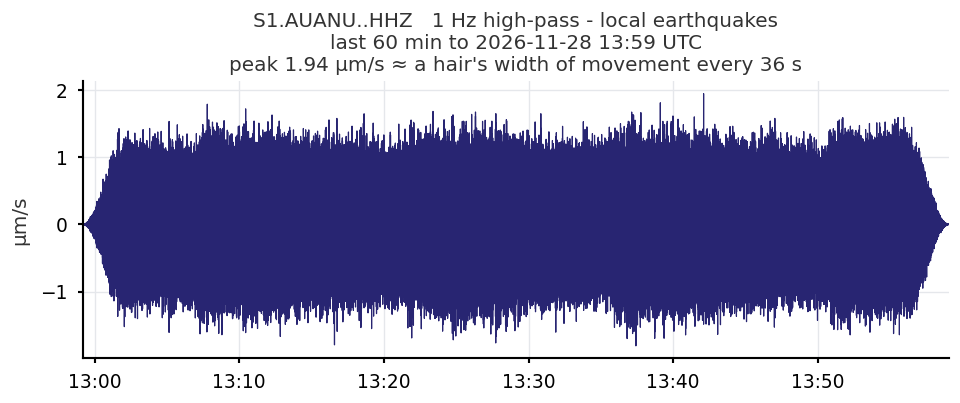 S1.AUANU..HHZ   1 Hz high-pass - local earthquakes
last 60 min to 2026-11-28 13:59 UTC
peak 1.94 µm/s ≈ a hair's width of movement every 36 s
µm/s
2
1
0
−1
13:00
13:10
13:20
13:30
13:40
13:50